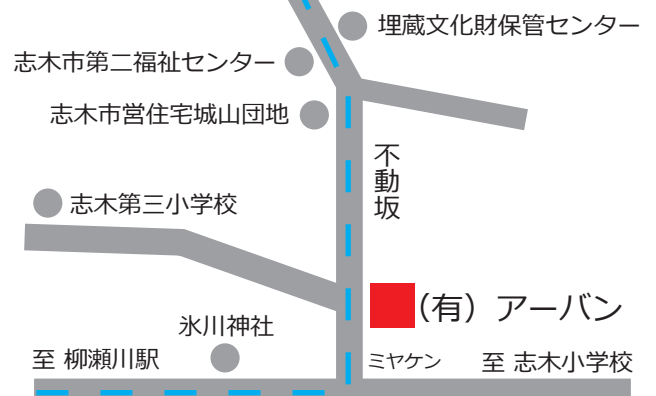 埋蔵文化財保管センター
志木市第二福祉センター
志木市営住宅城山団地
不動坂
志木第三小学校
(有) アーバン
氷川神社
至 柳瀬川駅
ミヤケン
至 志木小学校